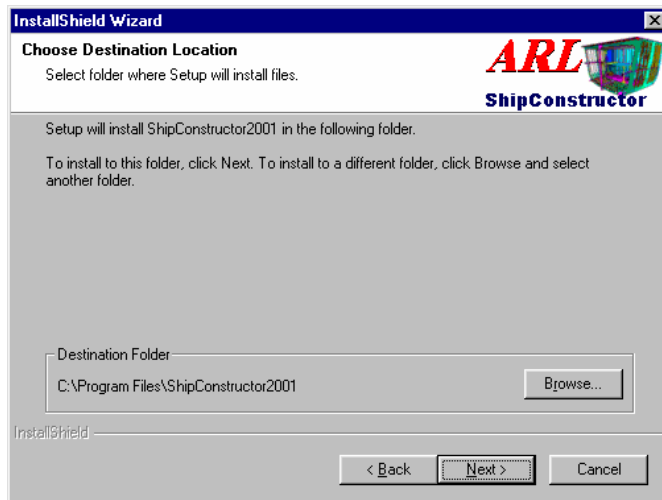 InstallShield Wizard
Choose Destination Location
Select folder where Setup will install files.
ARL
ShipConstructor
Setup will install ShipConstructor2001 in the following folder.
To install to this folder, click Next. To install to a different folder, click Browse and select
another folder.
Destination Folder
C:\Program Files\ShipConstructor2001
Browse...
InstallShield
< Back
Next >
Cancel